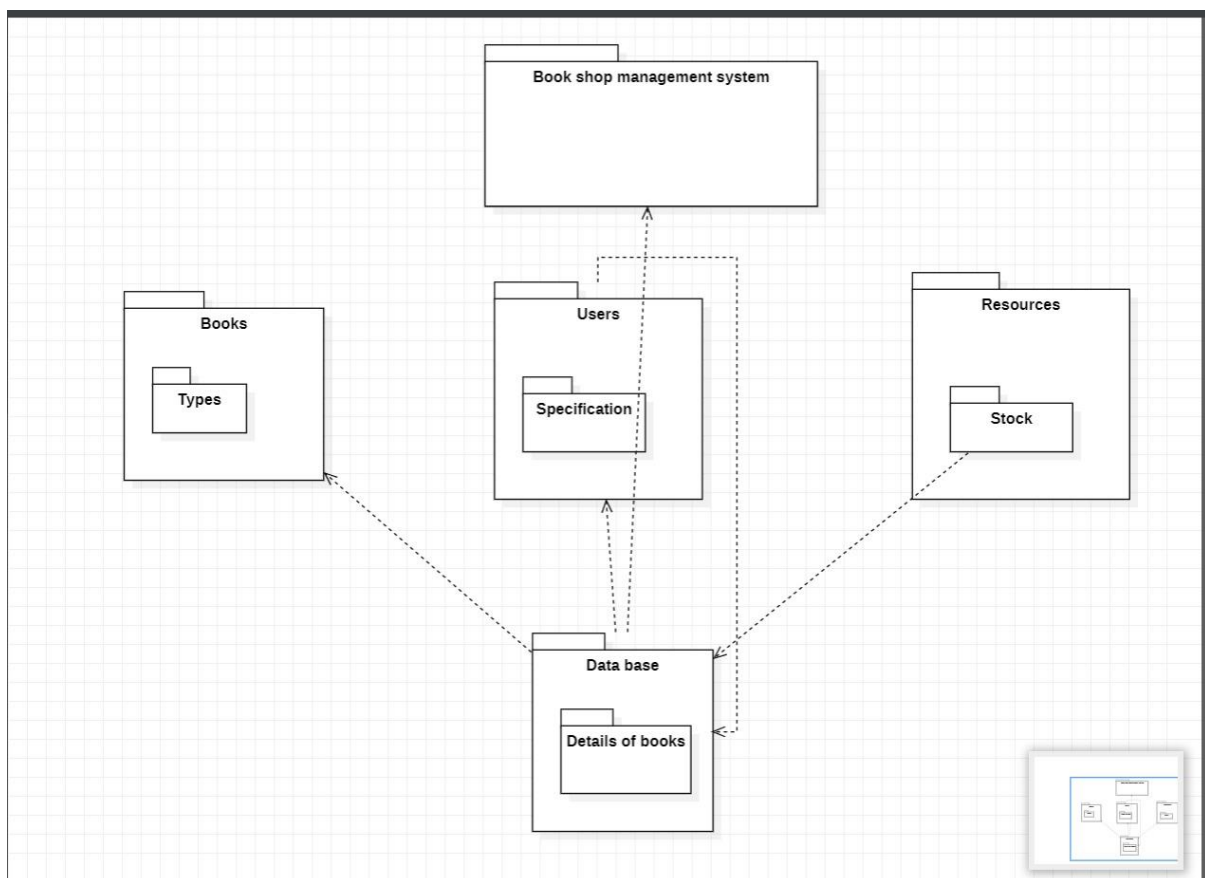 Book shop management system
Books
Users
Resources
Types
Specification
Stock
Data base
Details of books